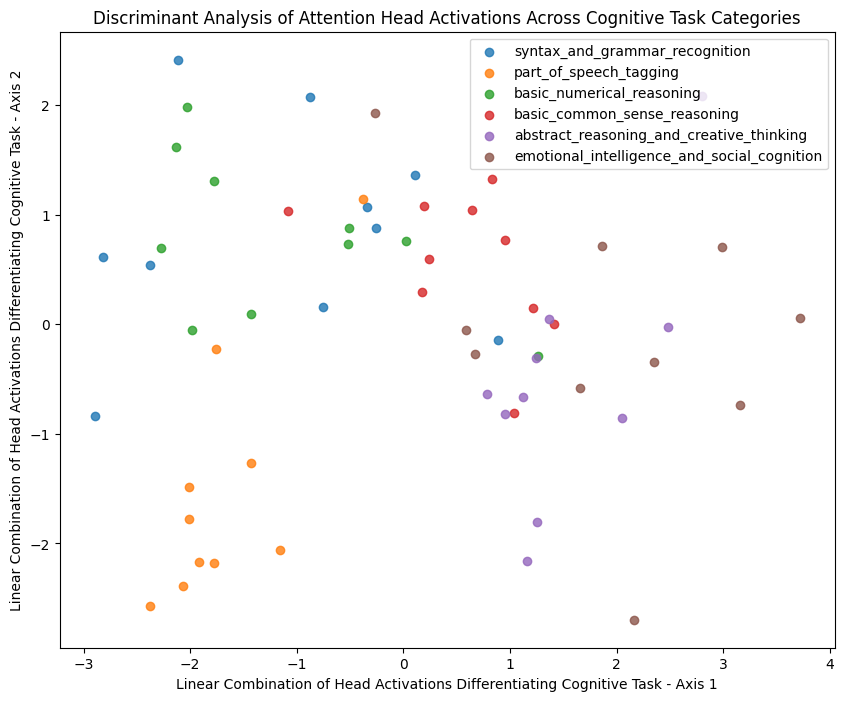 Discriminant Analysis of Attention Head Activations Across Cognitive Task Categories
syntax_and_grammar_recognition
part_of_speech_tagging
basic_numerical_reasoning
basic_common_sense_reasoning
abstract_reasoning_and_creative_thinking
emotional_intelligence_and_social_cognition
Linear Combination of Head Activations Differentiating Cognitive Task - Axis 2
2
1
0
−1
−2
−3 −2 −1 0 1 2 3 4
Linear Combination of Head Activations Differentiating Cognitive Task - Axis 1